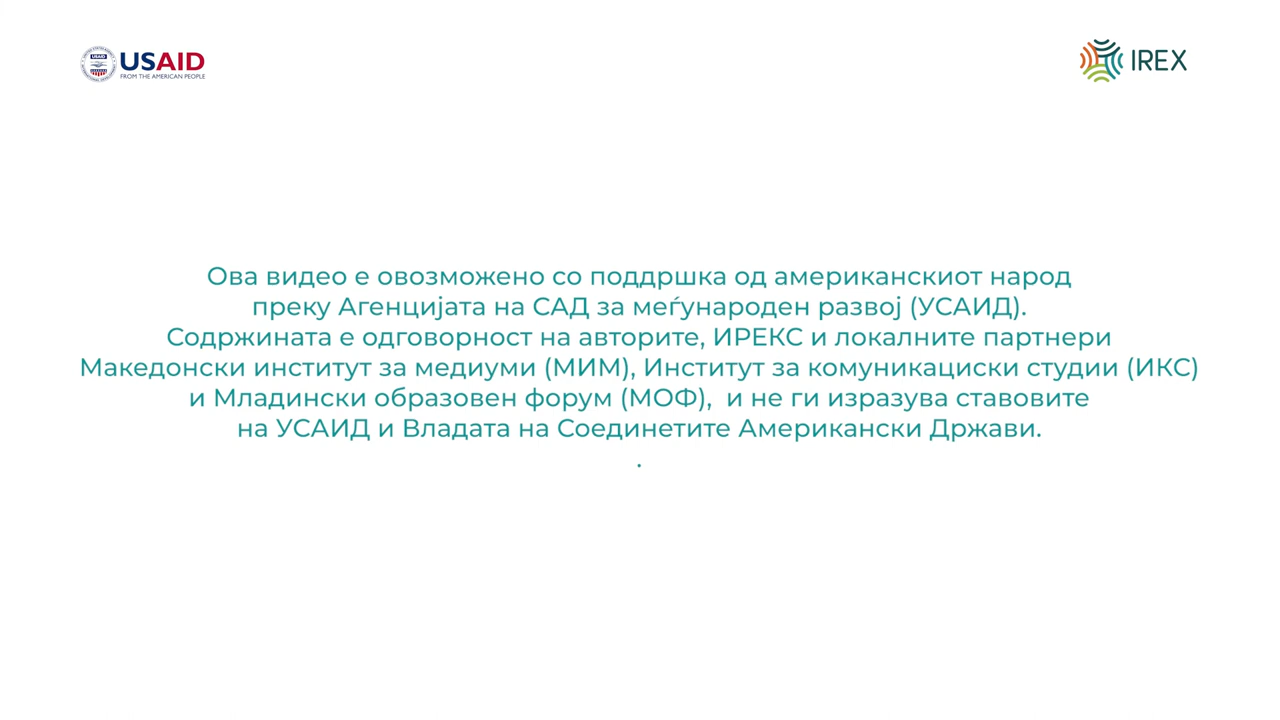 USAID
FROM THE AMERICAN PEOPLE
IREX
Ова видео е овозможено со поддршка од американскиот народ
преку Агенцијата на САД за меѓународен развој (УСАИД).
Содржината е одговорност на авторите, ИРЕКС и локалните партнери
Македонски институт за медиуми (МИМ), Институт за комуникациски студии (ИКС)
и Младински образовен форум (МОФ),  и не ги изразува ставовите
на УСАИД и Владата на Соединетите Американски Држави.
.